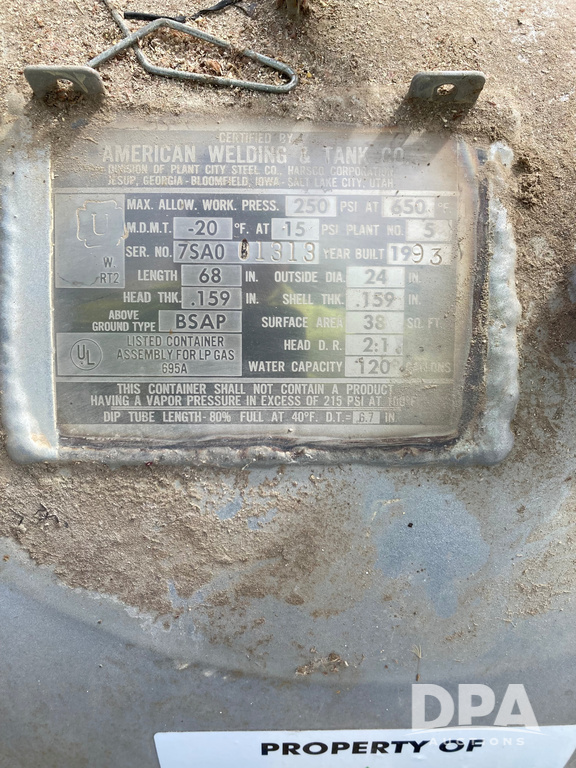 CERTIFIED BY
AMERICAN WELDING & TANK CO.
DIVISION OF PLANT CITY STEEL CO., HARSCO CORPORATION
JESUP, GEORGIA - BLOOMFIELD, IOWA - SALT LAKE CITY, UTAH
U
W
RT2
MAX. ALLOW. WORK. PRESS. 250 PSI AT 650
M.D.M.T. -20 °F. AT -15 PSI PLANT NO. 5
SER. NO. 7SA0 1313 YEAR BUILT 1993
LENGTH 68 IN. OUTSIDE DIA. 24 IN.
HEAD THK. .159 IN. SHELL THK. .159 IN.
ABOVE GROUND TYPE BSAP SURFACE AREA 38 SQ. FT.
UL LISTED CONTAINER ASSEMBLY FOR LP GAS 695A
HEAD D.R. 2:1
WATER CAPACITY 120 GALLONS
THIS CONTAINER SHALL NOT CONTAIN A PRODUCT
HAVING A VAPOR PRESSURE IN EXCESS OF 215 PSI AT 100°F.
DIP TUBE LENGTH - 80% FULL AT 40°F. D.T.= 6.7 IN.
DPA
AUCTIONS
PROPERTY OF